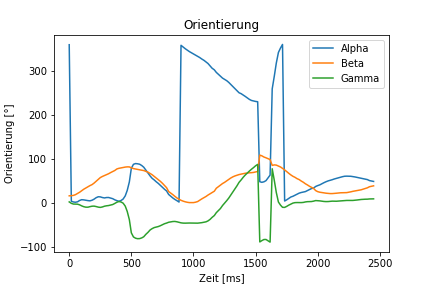 Orientierung
Alpha
Beta
Gamma
Orientierung [°]
300
200
100
0
−100
0
500
1000
1500
2000
2500
Zeit [ms]